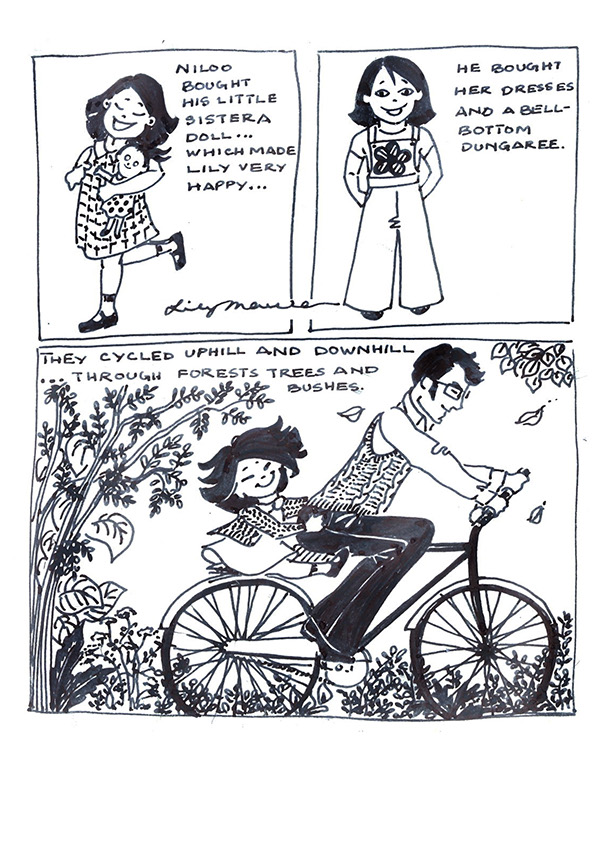 NILOO
BOUGHT
HIS LITTLE
SISTER A
DOLL...
WHICH MADE
LILY VERY
HAPPY...
HE BOUGHT
HER DRESSES
AND A BELL-
BOTTOM
DUNGAREE.
THEY CYCLED UPHILL AND DOWNHILL
... THROUGH FORESTS TREES AND
BUSHES.